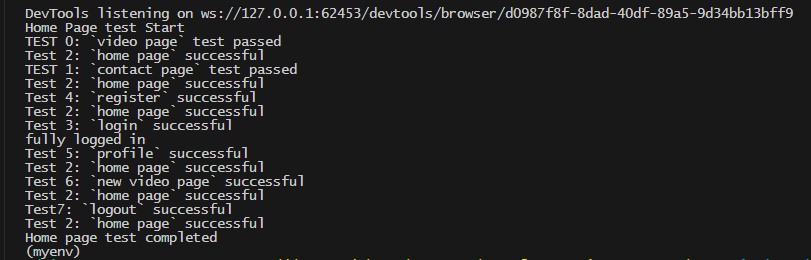 DevTools listening on ws://127.0.0.1:62453/devtools/browser/d0987f8f-8dad-40df-89a5-9d34bb13bff9
Home Page test Start
TEST 0: `video page` test passed
Test 2: `home page` successful
TEST 1: `contact page` test passed
Test 2: `home page` successful
Test 4: `register` successful
Test 2: `home page` successful
Test 3: `login` successful
fully logged in
Test 5: `profile` successful
Test 2: `home page` successful
Test 6: `new video page` successful
Test 2: `home page` successful
Test7: `logout` successful
Test 2: `home page` successful
Home page test completed
(myenv)